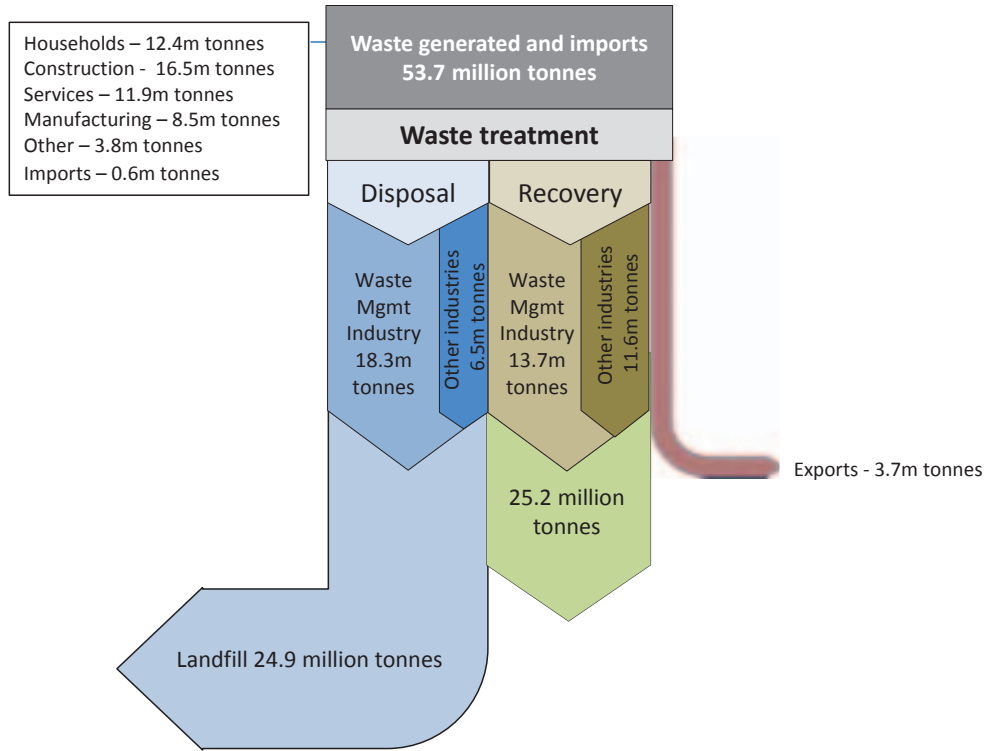 Households – 12.4m tonnes
Construction - 16.5m tonnes
Services – 11.9m tonnes
Manufacturing – 8.5m tonnes
Other – 3.8m tonnes
Imports – 0.6m tonnes
Waste generated and imports
53.7 million tonnes
Waste treatment
Disposal
Recovery
Waste
Mgmt
Industry
18.3m
tonnes
Other industries
6.5m tonnes
Waste
Mgmt
Industry
13.7m
tonnes
Other industries
11.6m tonnes
Exports - 3.7m tonnes
25.2 million
tonnes
Landfill 24.9 million tonnes